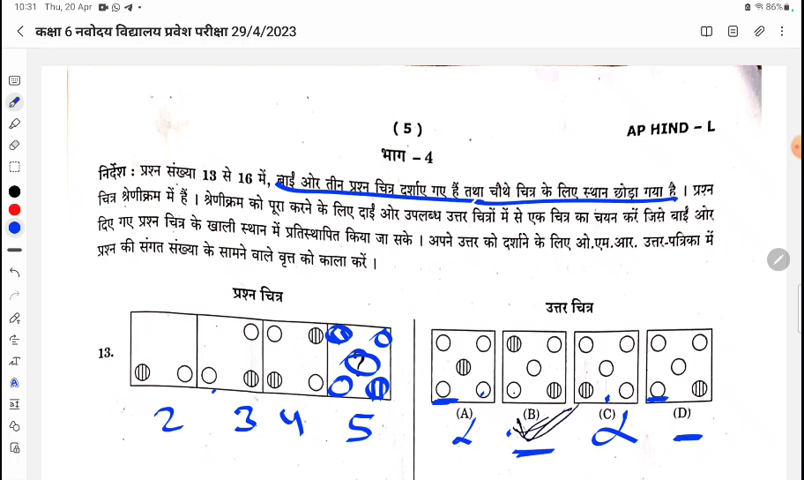 10:31 Thu, 20 Apr
86%
कक्षा 6 नवोदय विद्यालय प्रवेश परीक्षा 29/4/2023
( 5 )
AP HIND – L
भाग – 4
निर्देश : प्रश्न संख्या 13 से 16 में, बाईं ओर तीन प्रश्न चित्र दर्शाए गए हैं तथा चौथे चित्र के लिए स्थान छोड़ा गया है । प्रश्न
चित्र श्रेणीक्रम में हैं । श्रेणीक्रम को पूरा करने के लिए दाईं ओर उपलब्ध उत्तर चित्रों में से एक चित्र का चयन करें जिसे बाईं ओर
दिए गए प्रश्न चित्र के खाली स्थान में प्रतिस्थापित किया जा सके । अपने उत्तर को दर्शाने के लिए ओ.एम.आर. उत्तर-पत्रिका में
प्रश्न की संगत संख्या के सामने वाले वृत्त को काला करें ।
प्रश्न चित्र
उत्तर चित्र
13.
?
(A) (B) (C) (D)
2 3 4 5